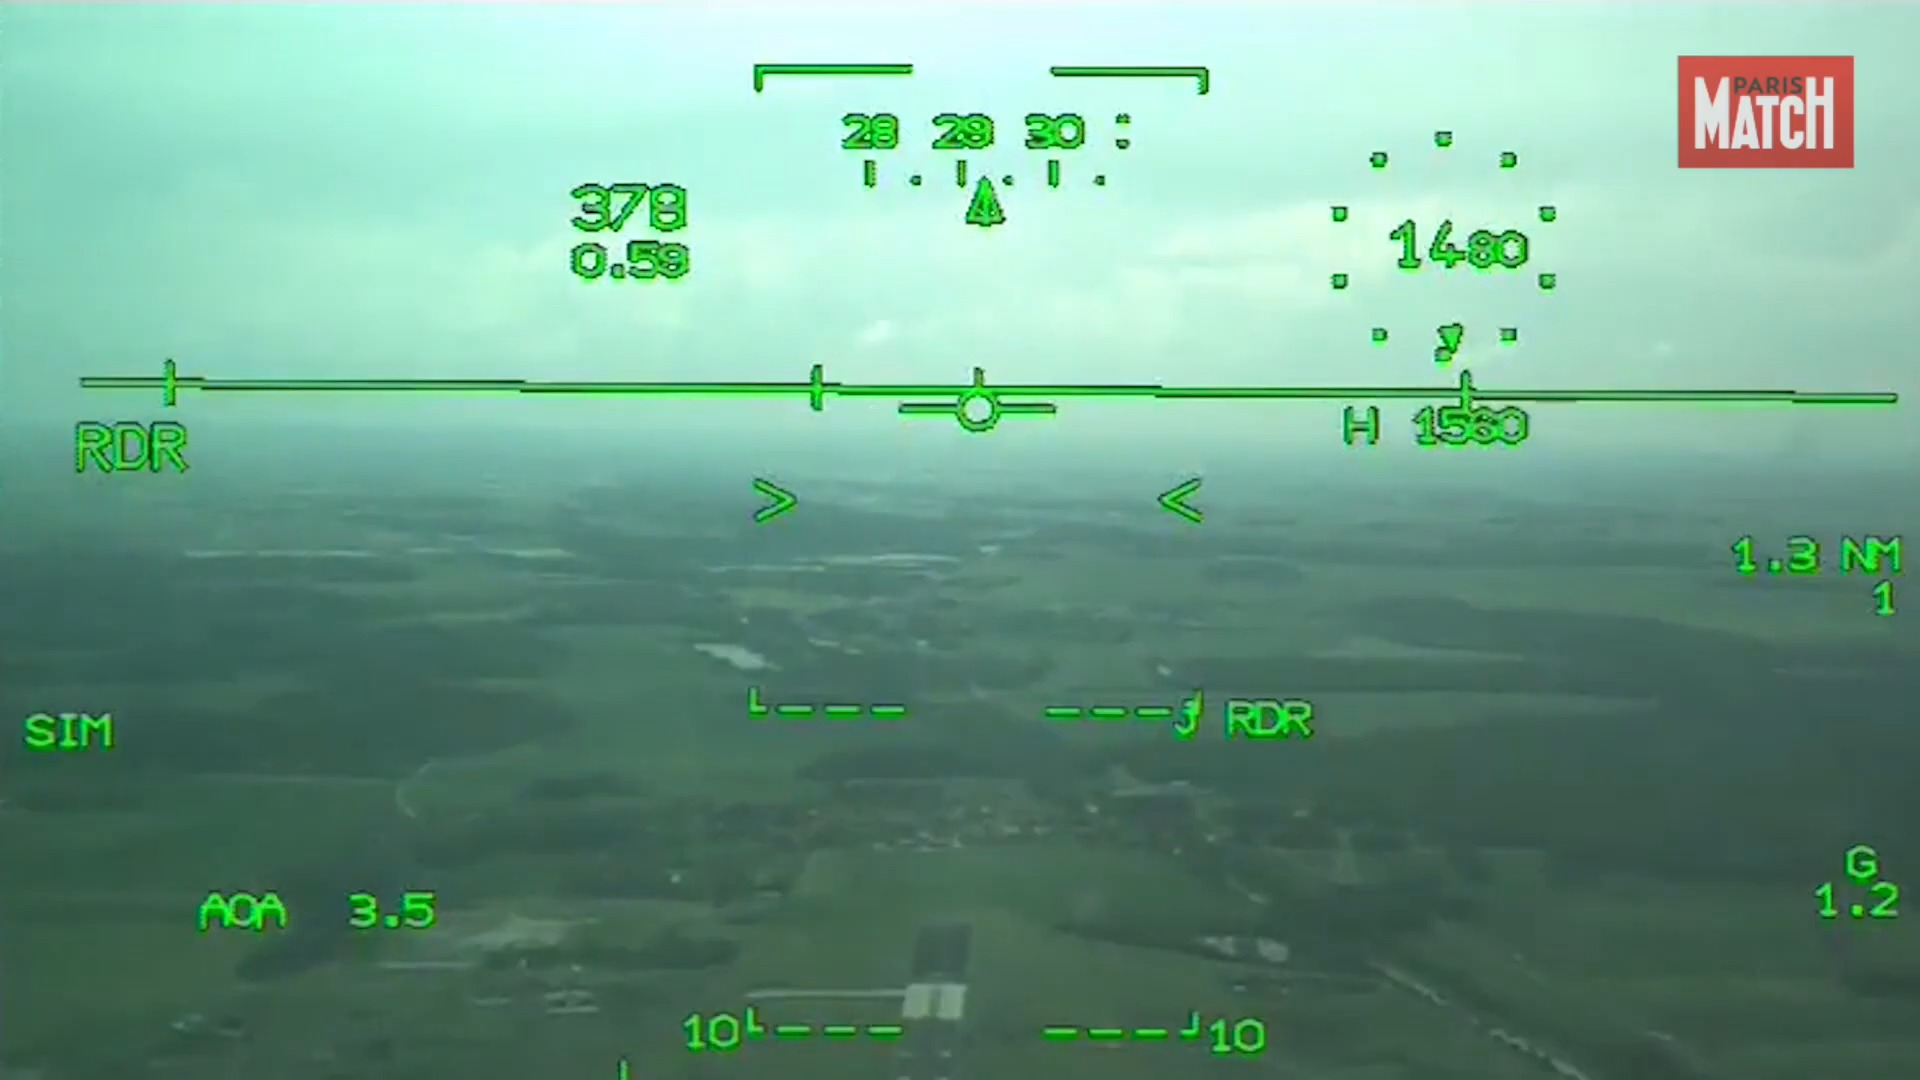 PARIS
MATCH
28 29 30
378
0.59
1480
RDR
H 1560
1.3 NM
1
5 RDR
SIM
G
1.2
AOA 3.5
10 10